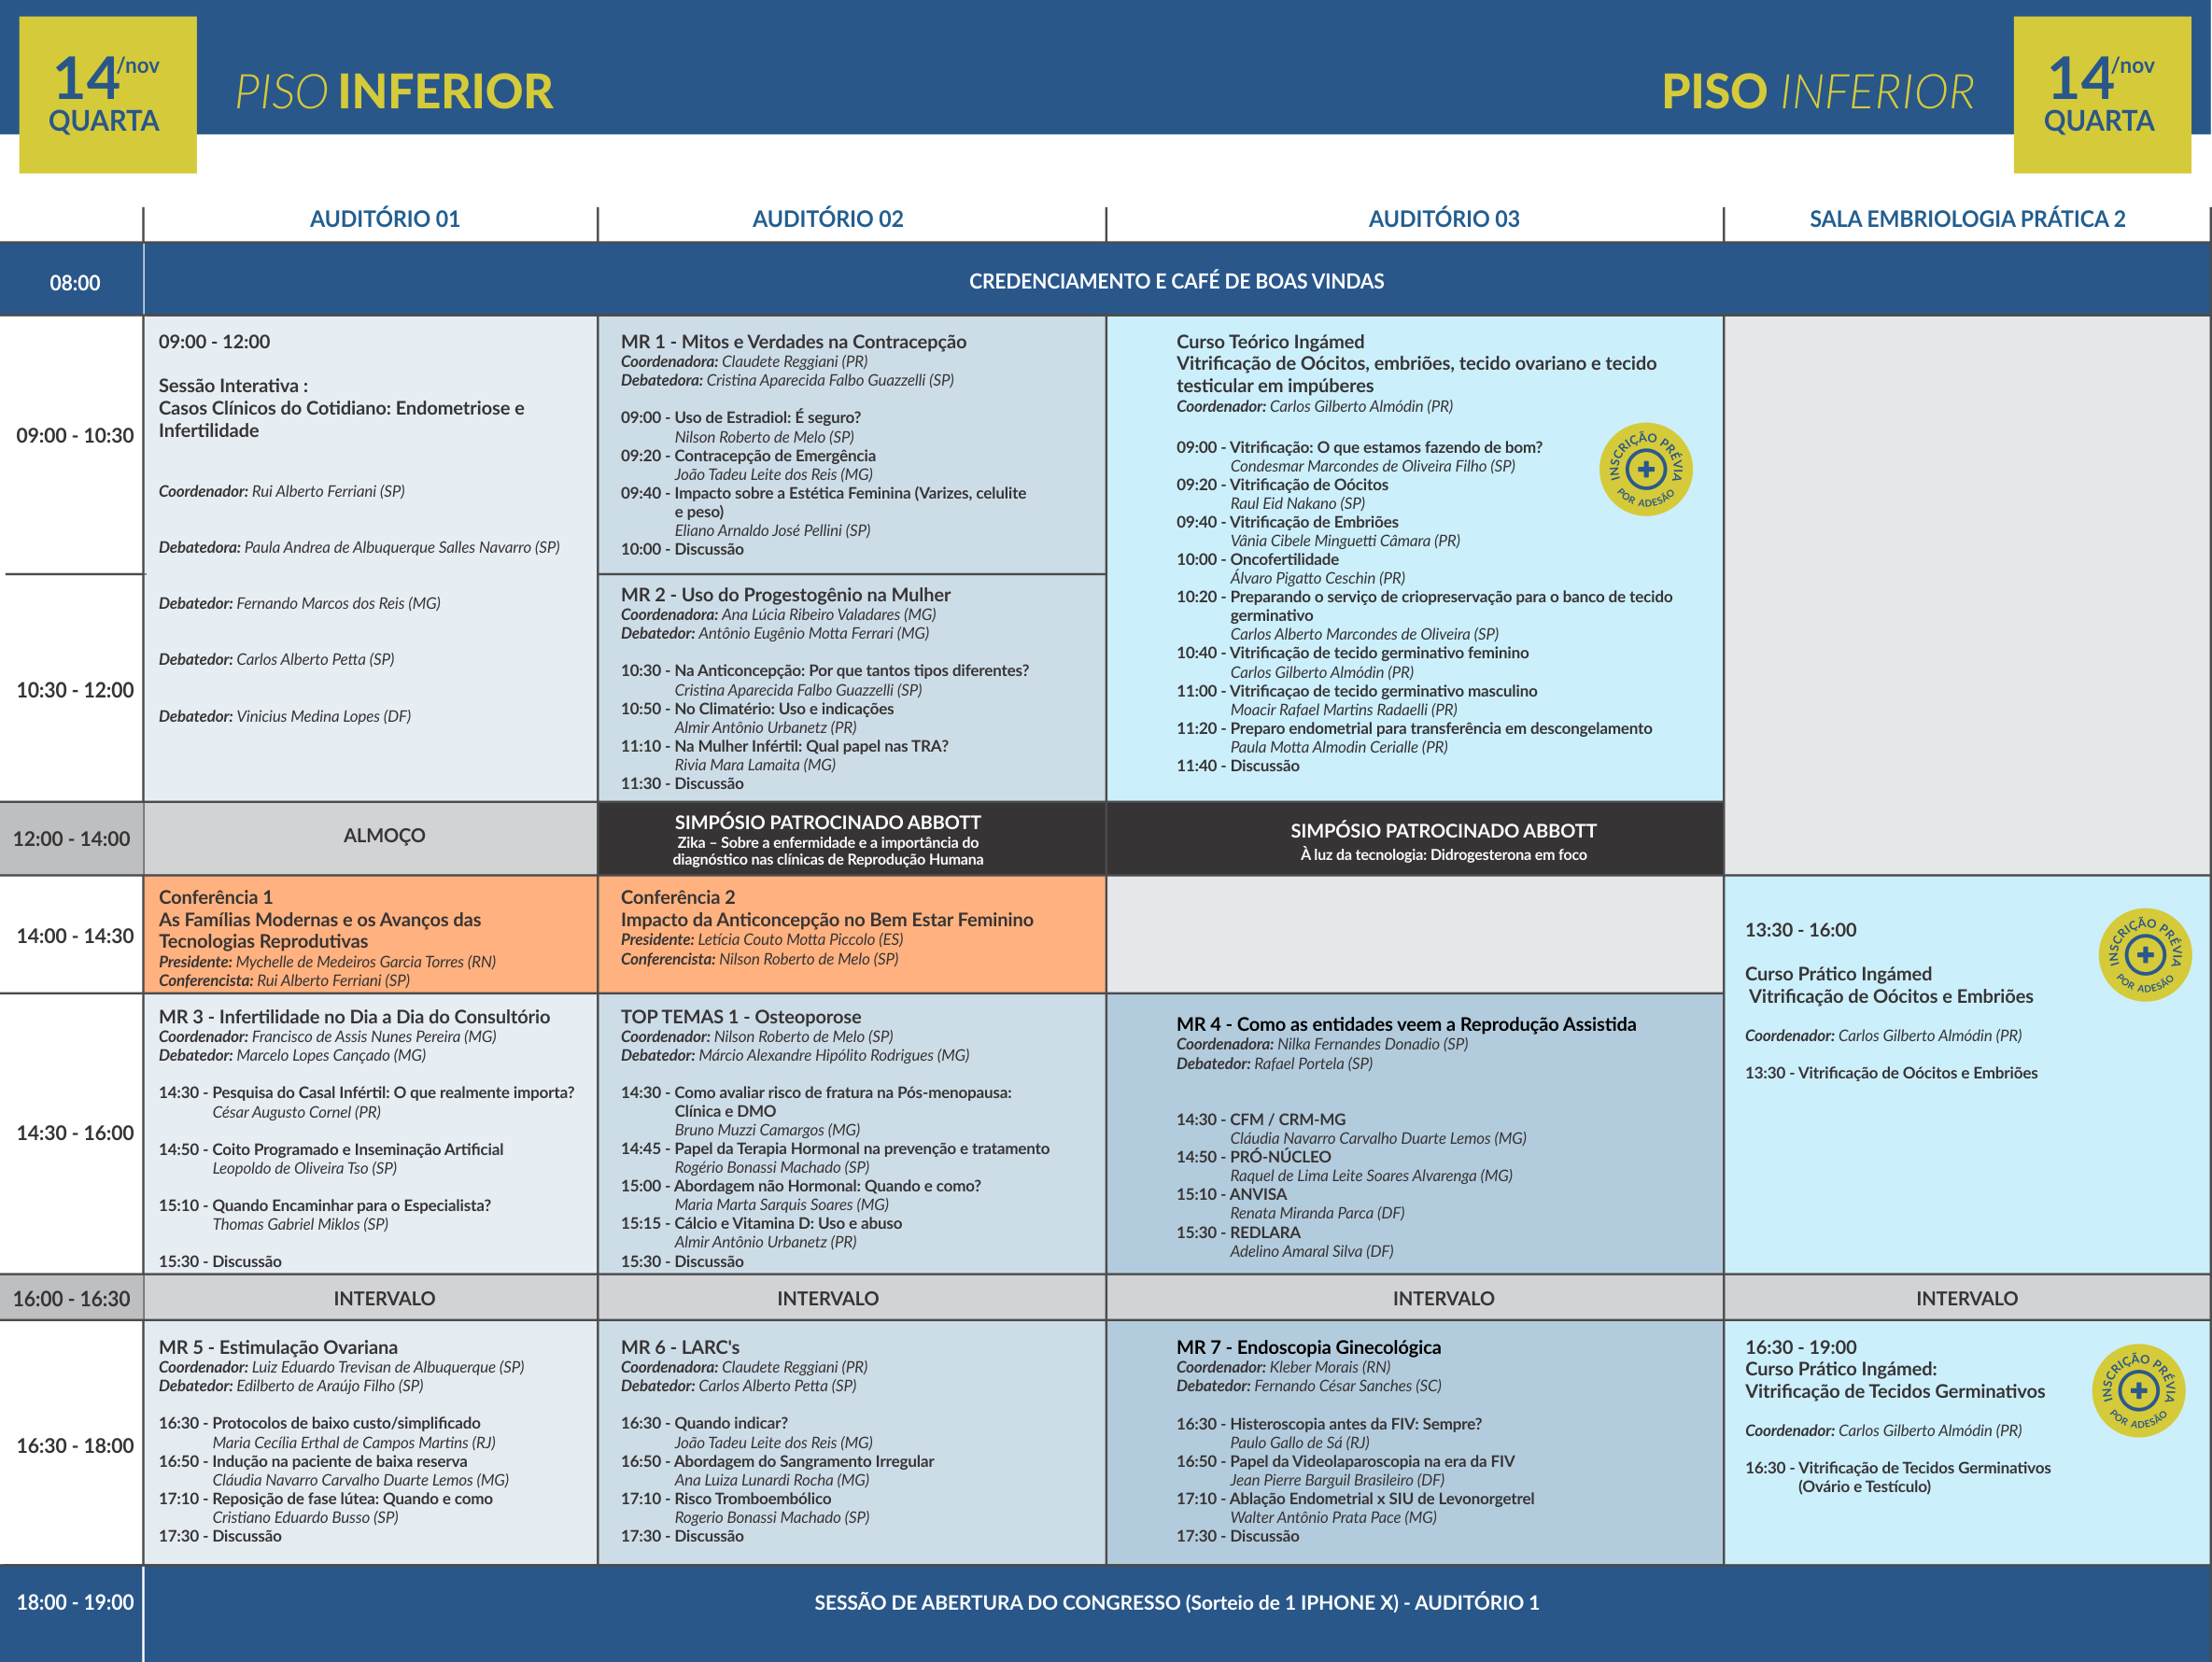 14/nov
QUARTA
PISO INFERIOR
PISO INFERIOR
14/nov
QUARTA
AUDITÓRIO 01
AUDITÓRIO 02
AUDITÓRIO 03
SALA EMBRIOLOGIA PRÁTICA 2
08:00
CREDENCIAMENTO E CAFÉ DE BOAS VINDAS
09:00 - 10:30
10:30 - 12:00
09:00 - 12:00
Sessão Interativa :
Casos Clínicos do Cotidiano: Endometriose e
Infertilidade
Coordenador: Rui Alberto Ferriani (SP)
Debatedora: Paula Andrea de Albuquerque Salles Navarro (SP)
Debatedor: Fernando Marcos dos Reis (MG)
Debatedor: Carlos Alberto Petta (SP)
Debatedor: Vinicius Medina Lopes (DF)
MR 1 - Mitos e Verdades na Contracepção
Coordenadora: Claudete Reggiani (PR)
Debatedora: Cristina Aparecida Falbo Guazzelli (SP)
09:00 - Uso de Estradiol: É seguro?
Nilson Roberto de Melo (SP)
09:20 - Contracepção de Emergência
João Tadeu Leite dos Reis (MG)
09:40 - Impacto sobre a Estética Feminina (Varizes, celulite
e peso)
Eliano Arnaldo José Pellini (SP)
10:00 - Discussão
MR 2 - Uso do Progestogênio na Mulher
Coordenadora: Ana Lúcia Ribeiro Valadares (MG)
Debatedor: Antônio Eugênio Motta Ferrari (MG)
10:30 - Na Anticoncepção: Por que tantos tipos diferentes?
Cristina Aparecida Falbo Guazzelli (SP)
10:50 - No Climatério: Uso e indicações
Almir Antônio Urbanetz (PR)
11:10 - Na Mulher Infértil: Qual papel nas TRA?
Rivia Mara Lamaita (MG)
11:30 - Discussão
Curso Teórico Ingámed
Vitrificação de Oócitos, embriões, tecido ovariano e tecido
testicular em impúberes
Coordenador: Carlos Gilberto Almódin (PR)
INSCRIÇÃO PRÉVIA
POR ADESÃO
09:00 - Vitrificação: O que estamos fazendo de bom?
Condesmar Marcondes de Oliveira Filho (SP)
09:20 - Vitrificação de Oócitos
Raul Eid Nakano (SP)
09:40 - Vitrificação de Embriões
Vânia Cibele Minguetti Câmara (PR)
10:00 - Oncofertilidade
Álvaro Pigatto Ceschin (PR)
10:20 - Preparando o serviço de criopreservação para o banco de tecido
germinativo
Carlos Alberto Marcondes de Oliveira (SP)
10:40 - Vitrificação de tecido germinativo feminino
Carlos Gilberto Almódin (PR)
11:00 - Vitrificaçao de tecido germinativo masculino
Moacir Rafael Martins Radaelli (PR)
11:20 - Preparo endometrial para transferência em descongelamento
Paula Motta Almodin Cerialle (PR)
11:40 - Discussão
12:00 - 14:00
ALMOÇO
SIMPÓSIO PATROCINADO ABBOTT
Zika – Sobre a enfermidade e a importância do
diagnóstico nas clínicas de Reprodução Humana
SIMPÓSIO PATROCINADO ABBOTT
À luz da tecnologia: Didrogesterona em foco
14:00 - 14:30
Conferência 1
As Famílias Modernas e os Avanços das
Tecnologias Reprodutivas
Presidente: Mychelle de Medeiros Garcia Torres (RN)
Conferencista: Rui Alberto Ferriani (SP)
Conferência 2
Impacto da Anticoncepção no Bem Estar Feminino
Presidente: Letícia Couto Motta Piccolo (ES)
Conferencista: Nilson Roberto de Melo (SP)
13:30 - 16:00
Curso Prático Ingámed
Vitrificação de Oócitos e Embriões
Coordenador: Carlos Gilberto Almódin (PR)
13:30 - Vitrificação de Oócitos e Embriões
INSCRIÇÃO PRÉVIA
POR ADESÃO
14:30 - 16:00
MR 3 - Infertilidade no Dia a Dia do Consultório
Coordenador: Francisco de Assis Nunes Pereira (MG)
Debatedor: Marcelo Lopes Cançado (MG)
14:30 - Pesquisa do Casal Infértil: O que realmente importa?
César Augusto Cornel (PR)
14:50 - Coito Programado e Inseminação Artificial
Leopoldo de Oliveira Tso (SP)
15:10 - Quando Encaminhar para o Especialista?
Thomas Gabriel Miklos (SP)
15:30 - Discussão
TOP TEMAS 1 - Osteoporose
Coordenador: Nilson Roberto de Melo (SP)
Debatedor: Márcio Alexandre Hipólito Rodrigues (MG)
14:30 - Como avaliar risco de fratura na Pós-menopausa:
Clínica e DMO
Bruno Muzzi Camargos (MG)
14:45 - Papel da Terapia Hormonal na prevenção e tratamento
Rogério Bonassi Machado (SP)
15:00 - Abordagem não Hormonal: Quando e como?
Maria Marta Sarquis Soares (MG)
15:15 - Cálcio e Vitamina D: Uso e abuso
Almir Antônio Urbanetz (PR)
15:30 - Discussão
MR 4 - Como as entidades veem a Reprodução Assistida
Coordenadora: Nilka Fernandes Donadio (SP)
Debatedor: Rafael Portela (SP)
14:30 - CFM / CRM-MG
Cláudia Navarro Carvalho Duarte Lemos (MG)
14:50 - PRÓ-NÚCLEO
Raquel de Lima Leite Soares Alvarenga (MG)
15:10 - ANVISA
Renata Miranda Parca (DF)
15:30 - REDLARA
Adelino Amaral Silva (DF)
16:00 - 16:30
INTERVALO
INTERVALO
INTERVALO
INTERVALO
16:30 - 18:00
MR 5 - Estimulação Ovariana
Coordenador: Luiz Eduardo Trevisan de Albuquerque (SP)
Debatedor: Edilberto de Araújo Filho (SP)
16:30 - Protocolos de baixo custo/simplificado
Maria Cecília Erthal de Campos Martins (RJ)
16:50 - Indução na paciente de baixa reserva
Cláudia Navarro Carvalho Duarte Lemos (MG)
17:10 - Reposição de fase lútea: Quando e como
Cristiano Eduardo Busso (SP)
17:30 - Discussão
MR 6 - LARC's
Coordenadora: Claudete Reggiani (PR)
Debatedor: Carlos Alberto Petta (SP)
16:30 - Quando indicar?
João Tadeu Leite dos Reis (MG)
16:50 - Abordagem do Sangramento Irregular
Ana Luiza Lunardi Rocha (MG)
17:10 - Risco Tromboembólico
Rogerio Bonassi Machado (SP)
17:30 - Discussão
MR 7 - Endoscopia Ginecológica
Coordenador: Kleber Morais (RN)
Debatedor: Fernando César Sanches (SC)
16:30 - Histeroscopia antes da FIV: Sempre?
Paulo Gallo de Sá (RJ)
16:50 - Papel da Videolaparoscopia na era da FIV
Jean Pierre Barguil Brasileiro (DF)
17:10 - Ablação Endometrial x SIU de Levonorgetrel
Walter Antônio Prata Pace (MG)
17:30 - Discussão
16:30 - 19:00
Curso Prático Ingámed:
Vitrificação de Tecidos Germinativos
Coordenador: Carlos Gilberto Almódin (PR)
16:30 - Vitrificação de Tecidos Germinativos
(Ovário e Testículo)
INSCRIÇÃO PRÉVIA
POR ADESÃO
18:00 - 19:00
SESSÃO DE ABERTURA DO CONGRESSO (Sorteio de 1 IPHONE X) - AUDITÓRIO 1